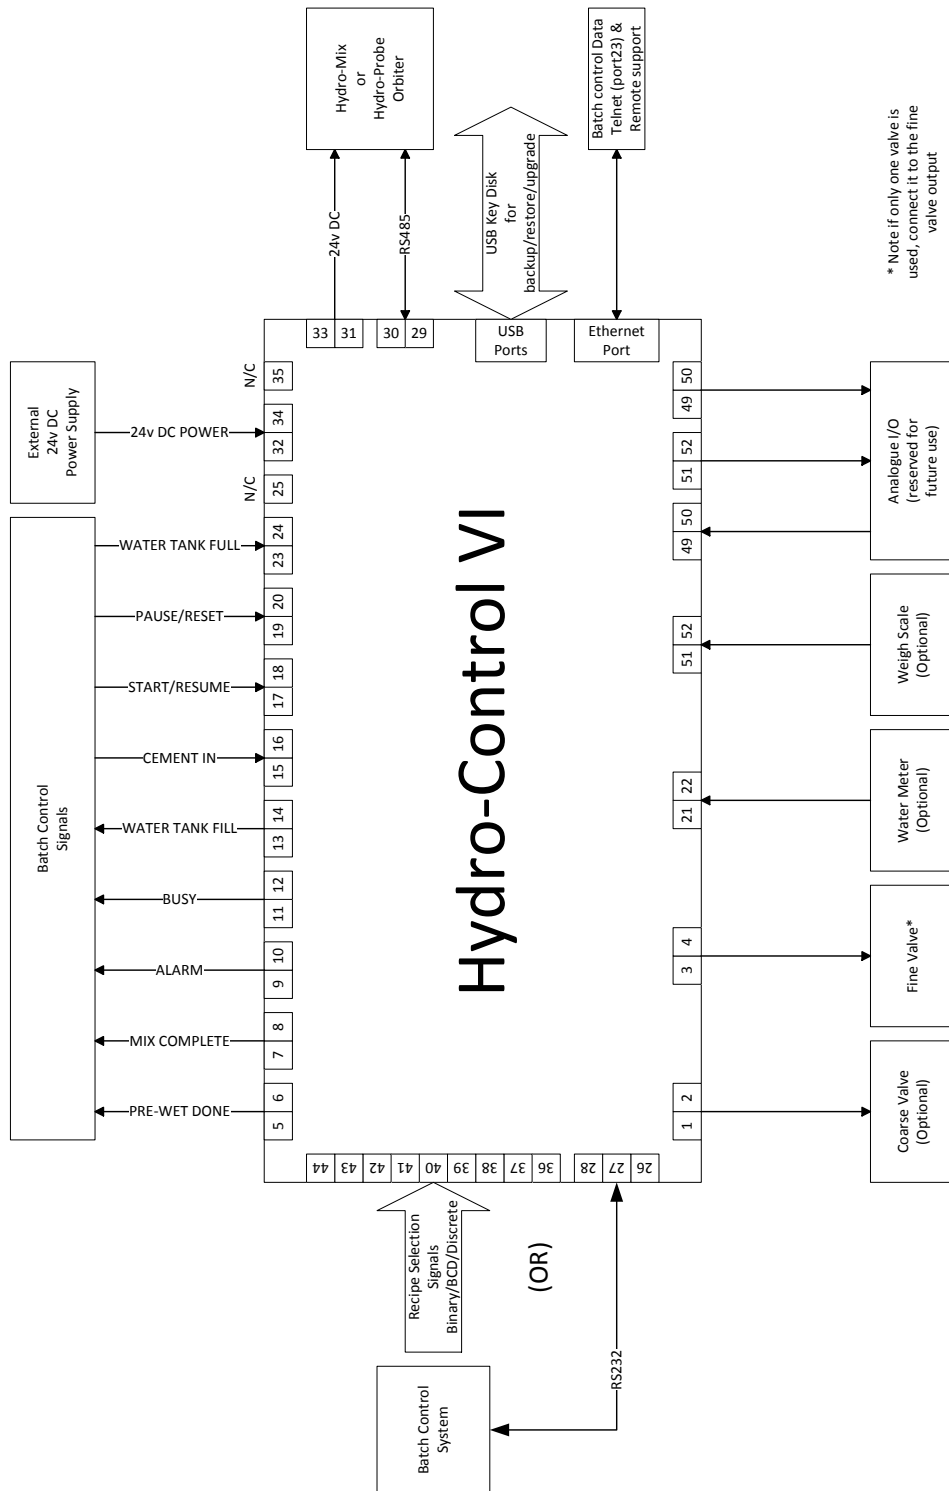 External
24v DC
Power Supply
24v DC POWER
N/C
35
34
32
N/C
25
Batch Control
Signals
WATER TANK FULL
24
23
PAUSE/RESET
20
19
START/RESUME
18
17
CEMENT IN
16
15
WATER TANK FILL
14
13
BUSY
12
11
ALARM
10
9
MIX COMPLETE
8
7
PRE-WET DONE
6
5
Hydro-Mix
or
Hydro-Probe
Orbiter
24v DC
RS485
33
31
30
29
USB Key Disk
for
backup/restore/upgrade
USB
Ports
Batch control Data
Telnet (port23) &
Remote support
Ethernet
Port
Hydro-Control VI
44
43
42
41
40
39
38
37
36
28
27
26
Recipe Selection
Signals
Binary/BCD/Discrete
(OR)
RS232
Batch Control
System
50
49
52
51
50
49
Analogue I/O
(reserved for
future use)
52
51
Weigh Scale
(Optional)
22
21
Water Meter
(Optional)
4
3
Fine Valve*
2
1
Coarse Valve
(Optional)
* Note if only one valve is
used, connect it to the fine
valve output